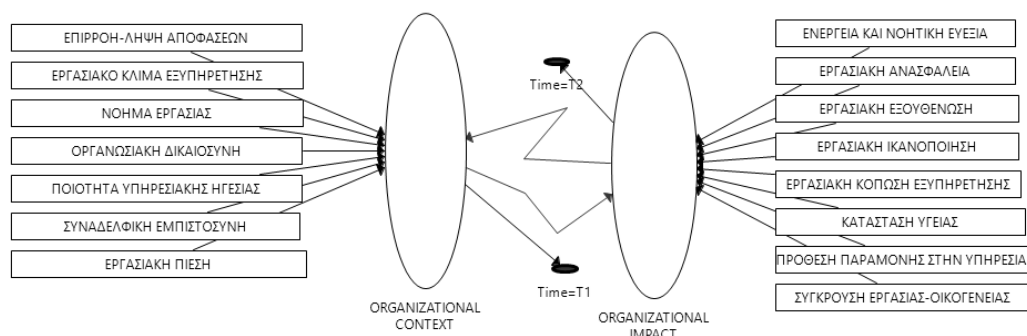 ΕΠΙΡΡΟΗ-ΛΗΨΗ ΑΠΟΦΑΣΕΩΝ
ΕΡΓΑΣΙΑΚΟ ΚΛΙΜΑ ΕΞΥΠΗΡΕΤΗΣΗΣ
ΝΟΗΜΑ ΕΡΓΑΣΙΑΣ
ΟΡΓΑΝΩΣΙΑΚΗ ΔΙΚΑΙΟΣΥΝΗ
ΠΟΙΟΤΗΤΑ ΥΠΗΡΕΣΙΑΚΗΣ ΗΓΕΣΙΑΣ
ΣΥΝΑΔΕΛΦΙΚΗ ΕΜΠΙΣΤΟΣΥΝΗ
ΕΡΓΑΣΙΑΚΗ ΠΙΕΣΗ
ORGANIZATIONAL
CONTEXT
Time=T2
Time=T1
ORGANIZATIONAL
IMPACT
ΕΝΕΡΓΕΙΑ ΚΑΙ ΝΟΗΤΙΚΗ ΕΥΕΞΙΑ
ΕΡΓΑΣΙΑΚΗ ΑΝΑΣΦΑΛΕΙΑ
ΕΡΓΑΣΙΑΚΗ ΕΞΟΥΘΕΝΩΣΗ
ΕΡΓΑΣΙΑΚΗ ΙΚΑΝΟΠΟΙΗΣΗ
ΕΡΓΑΣΙΑΚΗ ΚΟΠΩΣΗ ΕΞΥΠΗΡΕΤΗΣΗΣ
ΚΑΤΑΣΤΑΣΗ ΥΓΕΙΑΣ
ΠΡΟΘΕΣΗ ΠΑΡΑΜΟΝΗΣ ΣΤΗΝ ΥΠΗΡΕΣΙΑ
ΣΥΓΚΡΟΥΣΗ ΕΡΓΑΣΙΑΣ-ΟΙΚΟΓΕΝΕΙΑΣ